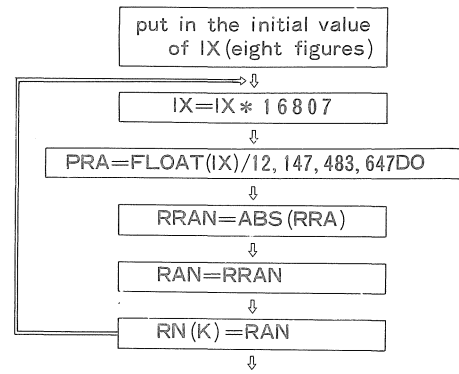 put in the initial value
of IX (eight figures)
IX=IX* 16807
PRA=FLOAT(IX)/12, 147, 483, 647DO
RRAN=ABS (RRA)
RAN=RRAN
RN (K) =RAN